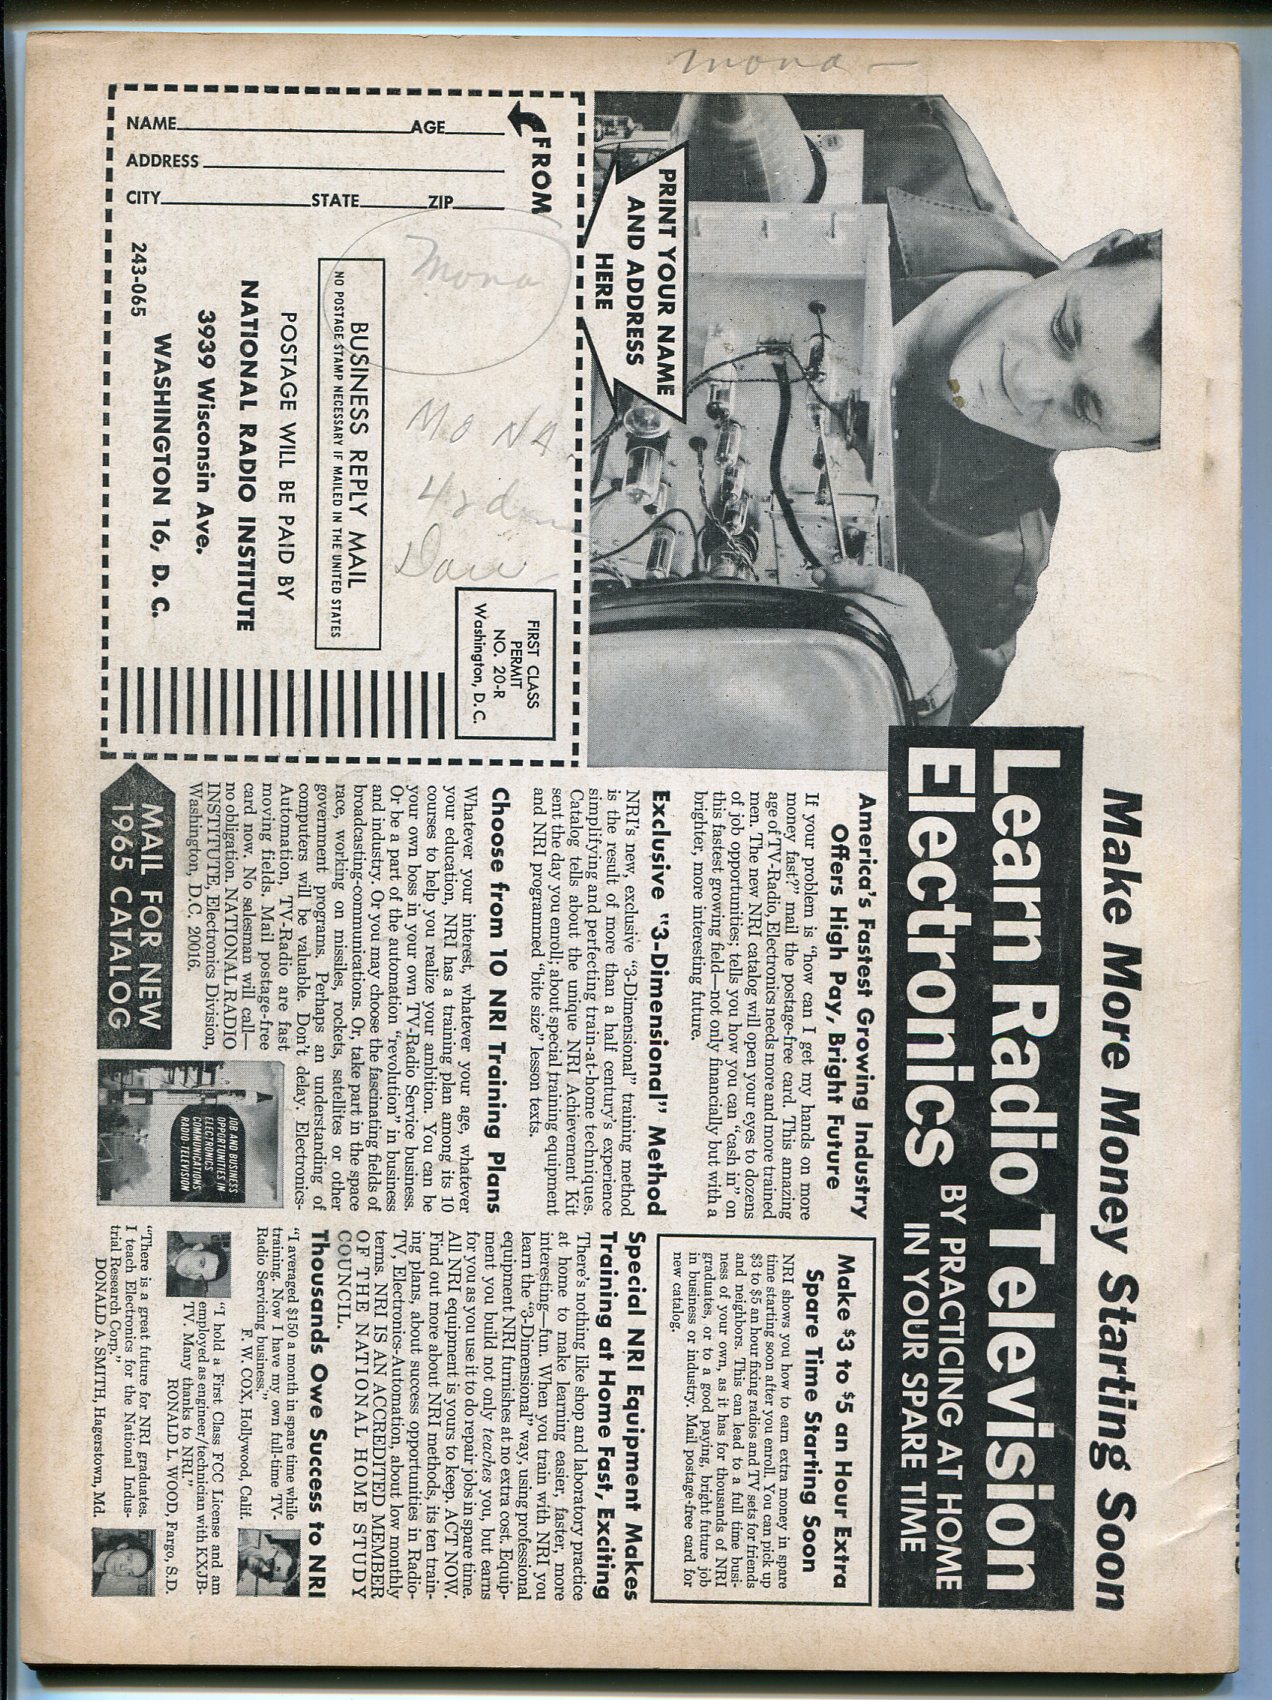 mona
Make More Money Starting Soon
Learn Radio Television
Electronics
BY PRACTICING AT HOME
IN YOUR SPARE TIME
PRINT YOUR NAME
AND ADDRESS
HERE
FROM
NAME AGE
ADDRESS
CITY STATE ZIP
243-065
Mona
MONA
FIRST CLASS
PERMIT
NO. 20-R
Washington, D.C.
BUSINESS REPLY MAIL
NO POSTAGE STAMP NECESSARY IF MAILED IN THE UNITED STATES
POSTAGE WILL BE PAID BY
NATIONAL RADIO INSTITUTE
3939 Wisconsin Ave.
WASHINGTON 16, D. C.
America's Fastest Growing Industry
Offers High Pay, Bright Future
If your problem is "how can I get my hands on more
money fast?" mail the postage-free card. This amazing
age of TV-Radio, Electronics needs more and more trained
men. The new NRI catalog will open your eyes to dozens
of job opportunities; tells you how you can "cash in" on
this fastest growing field—not only financially but with a
brighter, more interesting future.
Exclusive "3-Dimensional" Method
NRI's new, exclusive "3-Dimensional" training method
is the result of more than a half century's experience
simplifying and perfecting train-at-home techniques.
Catalog tells about the unique NRI Achievement Kit
sent the day you enroll; about special training equipment
and NRI programmed "bite size" lesson texts.
Choose from 10 NRI Training Plans
Whatever your interest, whatever your age, whatever
your education, NRI has a training plan among its 10
courses to help you realize your ambition. You can be
your own boss in your own TV-Radio Service business.
Or be a part of the automation "revolution" in business
and industry. Or you may choose the fascinating fields of
broadcasting-communications. Or, take part in the space
race, working on missiles, rockets, satellites or other
government programs. Perhaps an understanding of
computers will be valuable. Don't delay. Electronics-
Automation, TV-Radio are fast
moving fields. Mail postage-free
card now. No salesman will call—
no obligation. NATIONAL RADIO
INSTITUTE, Electronics Division,
Washington, D.C. 20016.
MAIL FOR NEW
1965 CATALOG
JOB AND BUSINESS
OPPORTUNITIES IN
ELECTRONICS
COMMUNICATIONS
RADIO-TELEVISION
Make $3 to $5 an Hour Extra
Spare Time Starting Soon
NRI shows you how to earn extra money in spare
time starting soon after you enroll. You can pick up
$3 to $5 an hour fixing radios and TV sets for friends
and neighbors. This can lead to a full time busi-
ness of your own, as it has for thousands of NRI
graduates, or to a good paying, bright future job
in business or industry. Mail postage-free card for
new catalog.
Special NRI Equipment Makes
Training at Home Fast, Exciting
There's nothing like shop and laboratory practice
at home to make learning easier, faster, more
interesting—fun. When you train with NRI you
learn the "3-Dimensional" way, using professional
equipment NRI furnishes at no extra cost. Equip-
ment you build not only teaches you, but earns
for you as you use it to do repair jobs in spare time.
All NRI equipment is yours to keep. ACT NOW.
Find out more about NRI methods, its ten train-
ing plans, about success opportunities in Radio-
TV, Electronics-Automation, about low monthly
terms. NRI IS AN ACCREDITED MEMBER
OF THE NATIONAL HOME STUDY
COUNCIL.
Thousands Owe Success to NRI
"I averaged $150 a month in spare time while
training. Now I have my own full-time TV-
Radio Servicing business."
F. W. COX, Hollywood, Calif.
"I hold a First Class FCC License and am
employed as engineer/technician with KXJB-
TV. Many thanks to NRI."
RONALD L. WOOD, Fargo, S.D.
"There is a great future for NRI graduates.
I teach Electronics for the National Indus-
trial Research Corp."
DONALD A. SMITH, Hagerstown, Md.